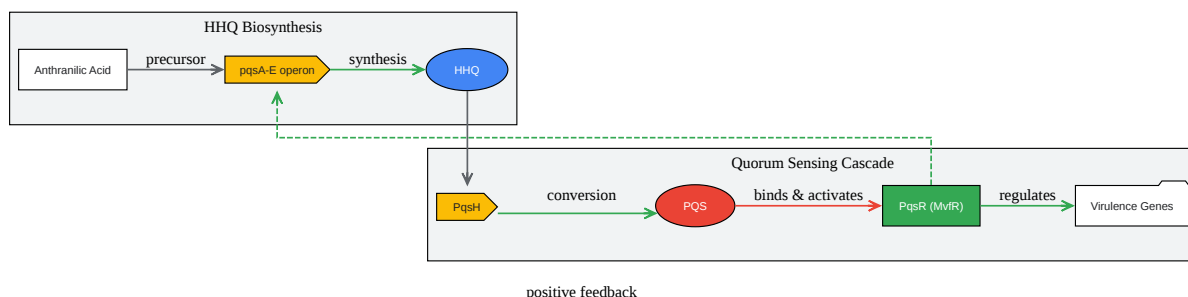 HHQ Biosynthesis
Anthranilic Acid
precursor
pqsA-E operon
synthesis
HHQ
Quorum Sensing Cascade
PqsH
conversion
PQS
binds & activates
PqsR (MvfR)
regulates
Virulence Genes
positive feedback